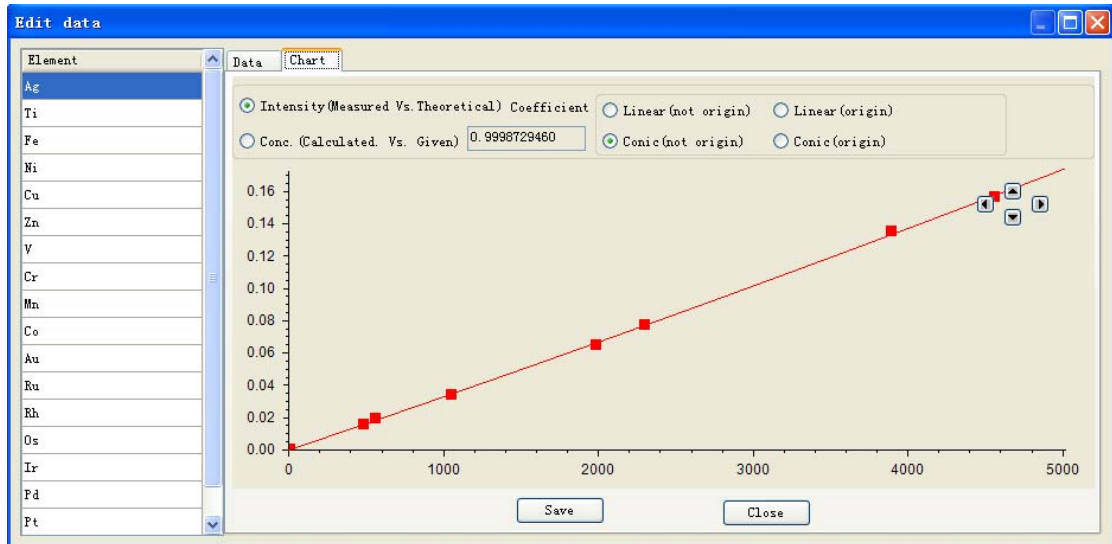 Edit data
Element
Ag
Ti
Fe
Ni
Cu
Zn
V
Cr
Mn
Co
Au
Ru
Rh
Os
Ir
Pd
Pt
Data Chart
Intensity(Measured Vs.Theoretical) Coefficient Linear(not origin) Linear(origin)
Conc.(Calculated. Vs. Given) 0.9998729460 Conic(not origin) Conic(origin)
0.16
0.14
0.12
0.10
0.08
0.06
0.04
0.02
0.00
0 1000 2000 3000 4000 5000
Save Close